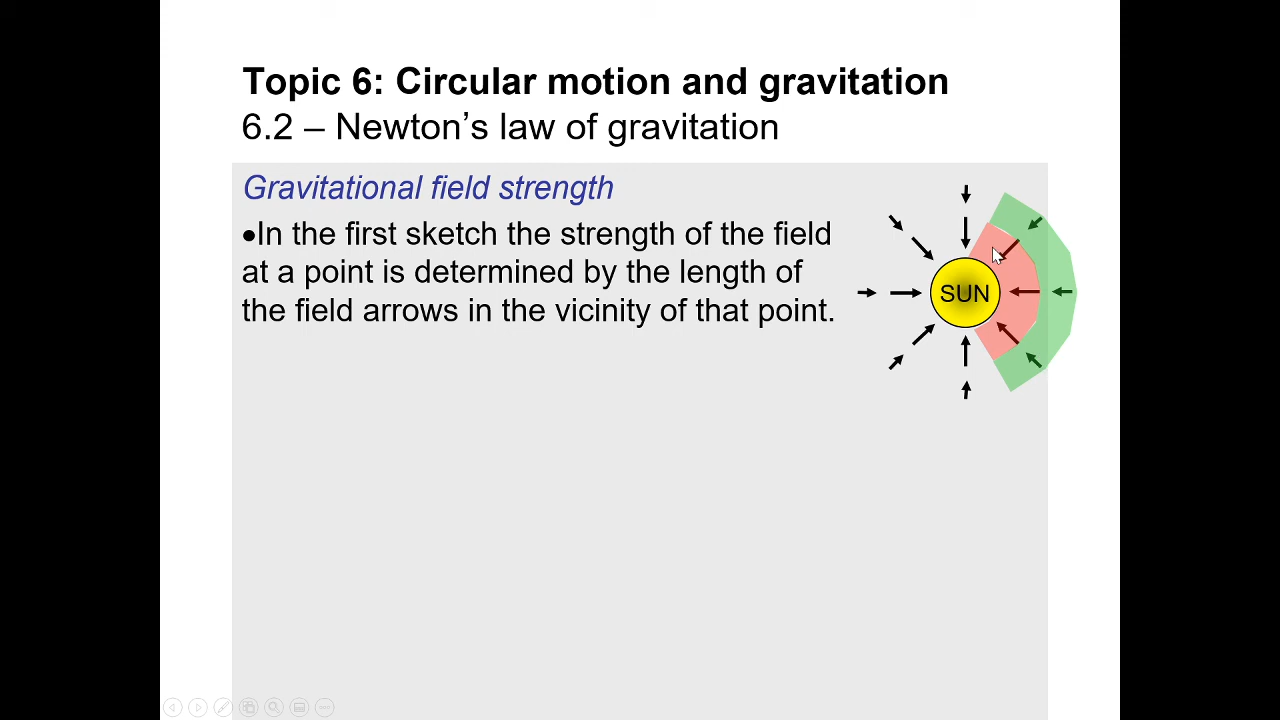 Topic 6: Circular motion and gravitation
6.2 – Newton’s law of gravitation
Gravitational field strength
•In the first sketch the strength of the field
at a point is determined by the length of
the field arrows in the vicinity of that point.
SUN